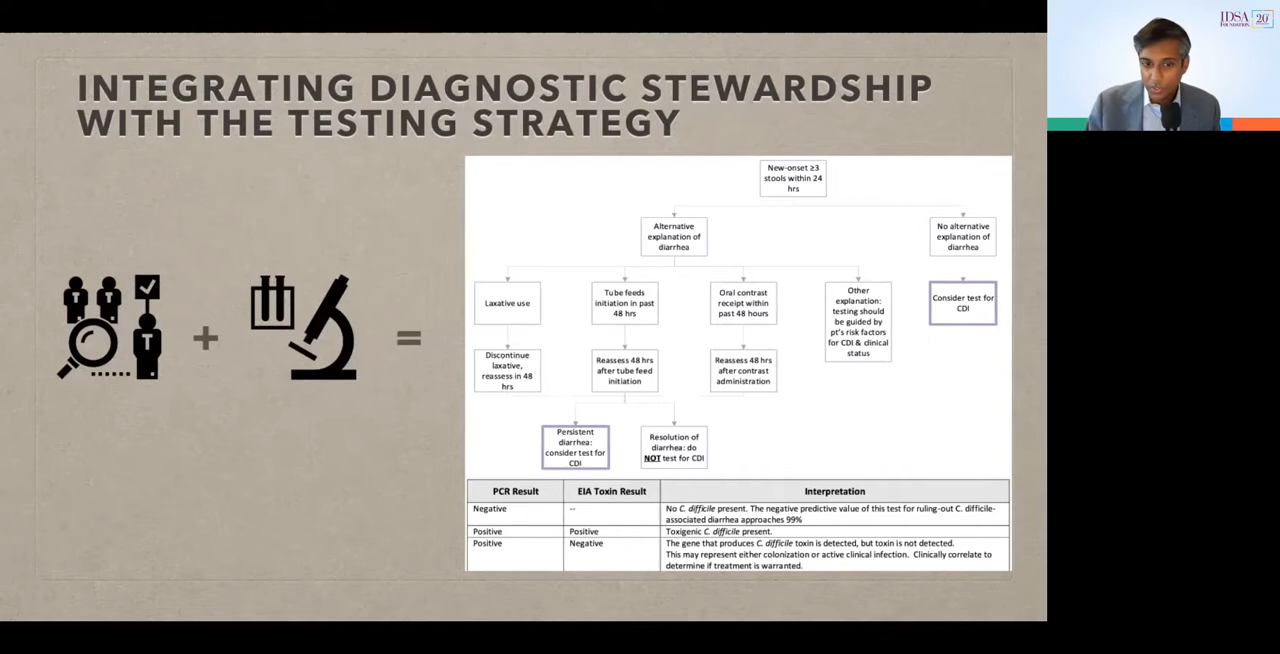 IDSA
FOUNDATION
20
INTEGRATING DIAGNOSTIC STEWARDSHIP
WITH THE TESTING STRATEGY
New-onset ≥3
stools within 24
hrs
Alternative
explanation of
diarrhea
No alternative
explanation of
diarrhea
Laxative use
Tube feeds
initiation in past
48 hrs
Oral contrast
receipt within
past 48 hours
Other
explanation:
testing should
be guided by
pt's risk factors
for CDI & clinical
status
Consider test for
CDI
Discontinue
laxative,
reassess in 48
hrs
Reassess 48 hrs
after tube feed
initiation
Reassess 48 hrs
after contrast
administration
Persistent
diarrhea:
consider test for
CDI
Resolution of
diarrhea: do
NOT test for CDI
T T
T
+
=
PCR Result EIA Toxin Result Interpretation
Negative -- No C. difficile present. The negative predictive value of this test for ruling-out C. difficile-
associated diarrhea approaches 99%
Positive Positive Toxigenic C. difficile present.
Positive Negative The gene that produces C. difficile toxin is detected, but toxin is not detected.
This may represent either colonization or active clinical infection. Clinically correlate to
determine if treatment is warranted.